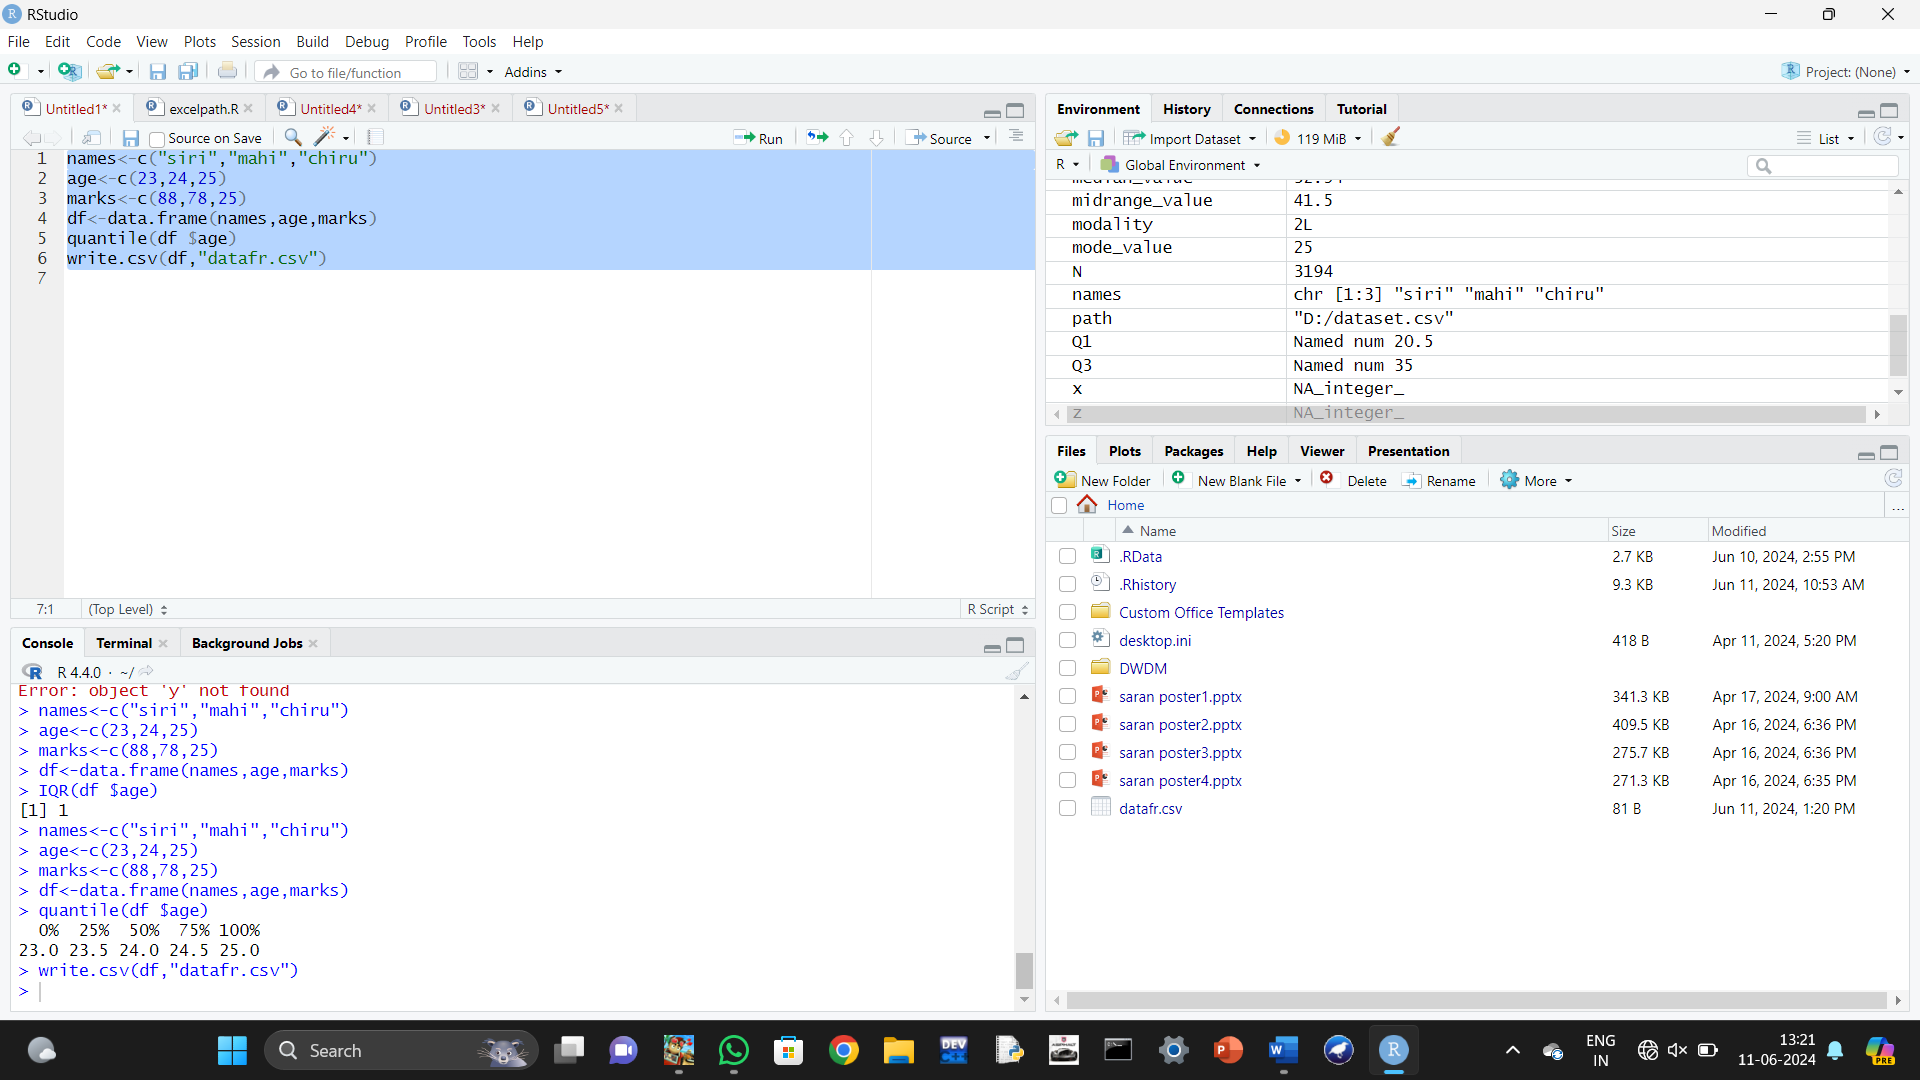 RStudio
File Edit Code View Plots Session Build Debug Profile Tools Help
Go to file/function Addins Project: (None)
Untitled1* excelpath.R Untitled4* Untitled3* Untitled5*
Source on Save Run Source
1 names<-c("siri","mahi","chiru")
2 age<-c(23,24,25)
3 marks<-c(88,78,25)
4 df<-data.frame(names,age,marks)
5 quantile(df $age)
6 write.csv(df,"datafr.csv")
7
7:1 (Top Level) R Script
Console Terminal Background Jobs
R 4.4.0 · ~/
Error: object 'y' not found
> names<-c("siri","mahi","chiru")
> age<-c(23,24,25)
> marks<-c(88,78,25)
> df<-data.frame(names,age,marks)
> IQR(df $age)
[1] 1
> names<-c("siri","mahi","chiru")
> age<-c(23,24,25)
> marks<-c(88,78,25)
> df<-data.frame(names,age,marks)
> quantile(df $age)
0% 25% 50% 75% 100%
23.0 23.5 24.0 24.5 25.0
> write.csv(df,"datafr.csv")
>
Environment History Connections Tutorial
Import Dataset 119 MiB List
R Global Environment
median_value
midrange_value 41.5
modality 2L
mode_value 25
N 3194
names chr [1:3] "siri" "mahi" "chiru"
path "D:/dataset.csv"
Q1 Named num 20.5
Q3 Named num 35
x NA_integer_
z NA_integer_
Files Plots Packages Help Viewer Presentation
New Folder New Blank File Delete Rename More
Home ...
Name Size Modified
.RData 2.7 KB Jun 10, 2024, 2:55 PM
.Rhistory 9.3 KB Jun 11, 2024, 10:53 AM
Custom Office Templates
desktop.ini 418 B Apr 11, 2024, 5:20 PM
DWDM
saran poster1.pptx 341.3 KB Apr 17, 2024, 9:00 AM
saran poster2.pptx 409.5 KB Apr 16, 2024, 6:36 PM
saran poster3.pptx 275.7 KB Apr 16, 2024, 6:36 PM
saran poster4.pptx 271.3 KB Apr 16, 2024, 6:35 PM
datafr.csv 81 B Jun 11, 2024, 1:20 PM
Search
ENG
IN
13:21
11-06-2024